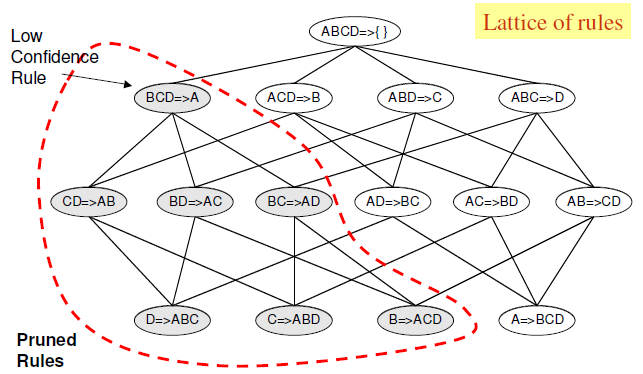 Lattice of rules
ABCD=>{ }
Low
Confidence
Rule
BCD=>A
ACD=>B
ABD=>C
ABC=>D
CD=>AB
BD=>AC
BC=>AD
AD=>BC
AC=>BD
AB=>CD
D=>ABC
C=>ABD
B=>ACD
A=>BCD
Pruned
Rules